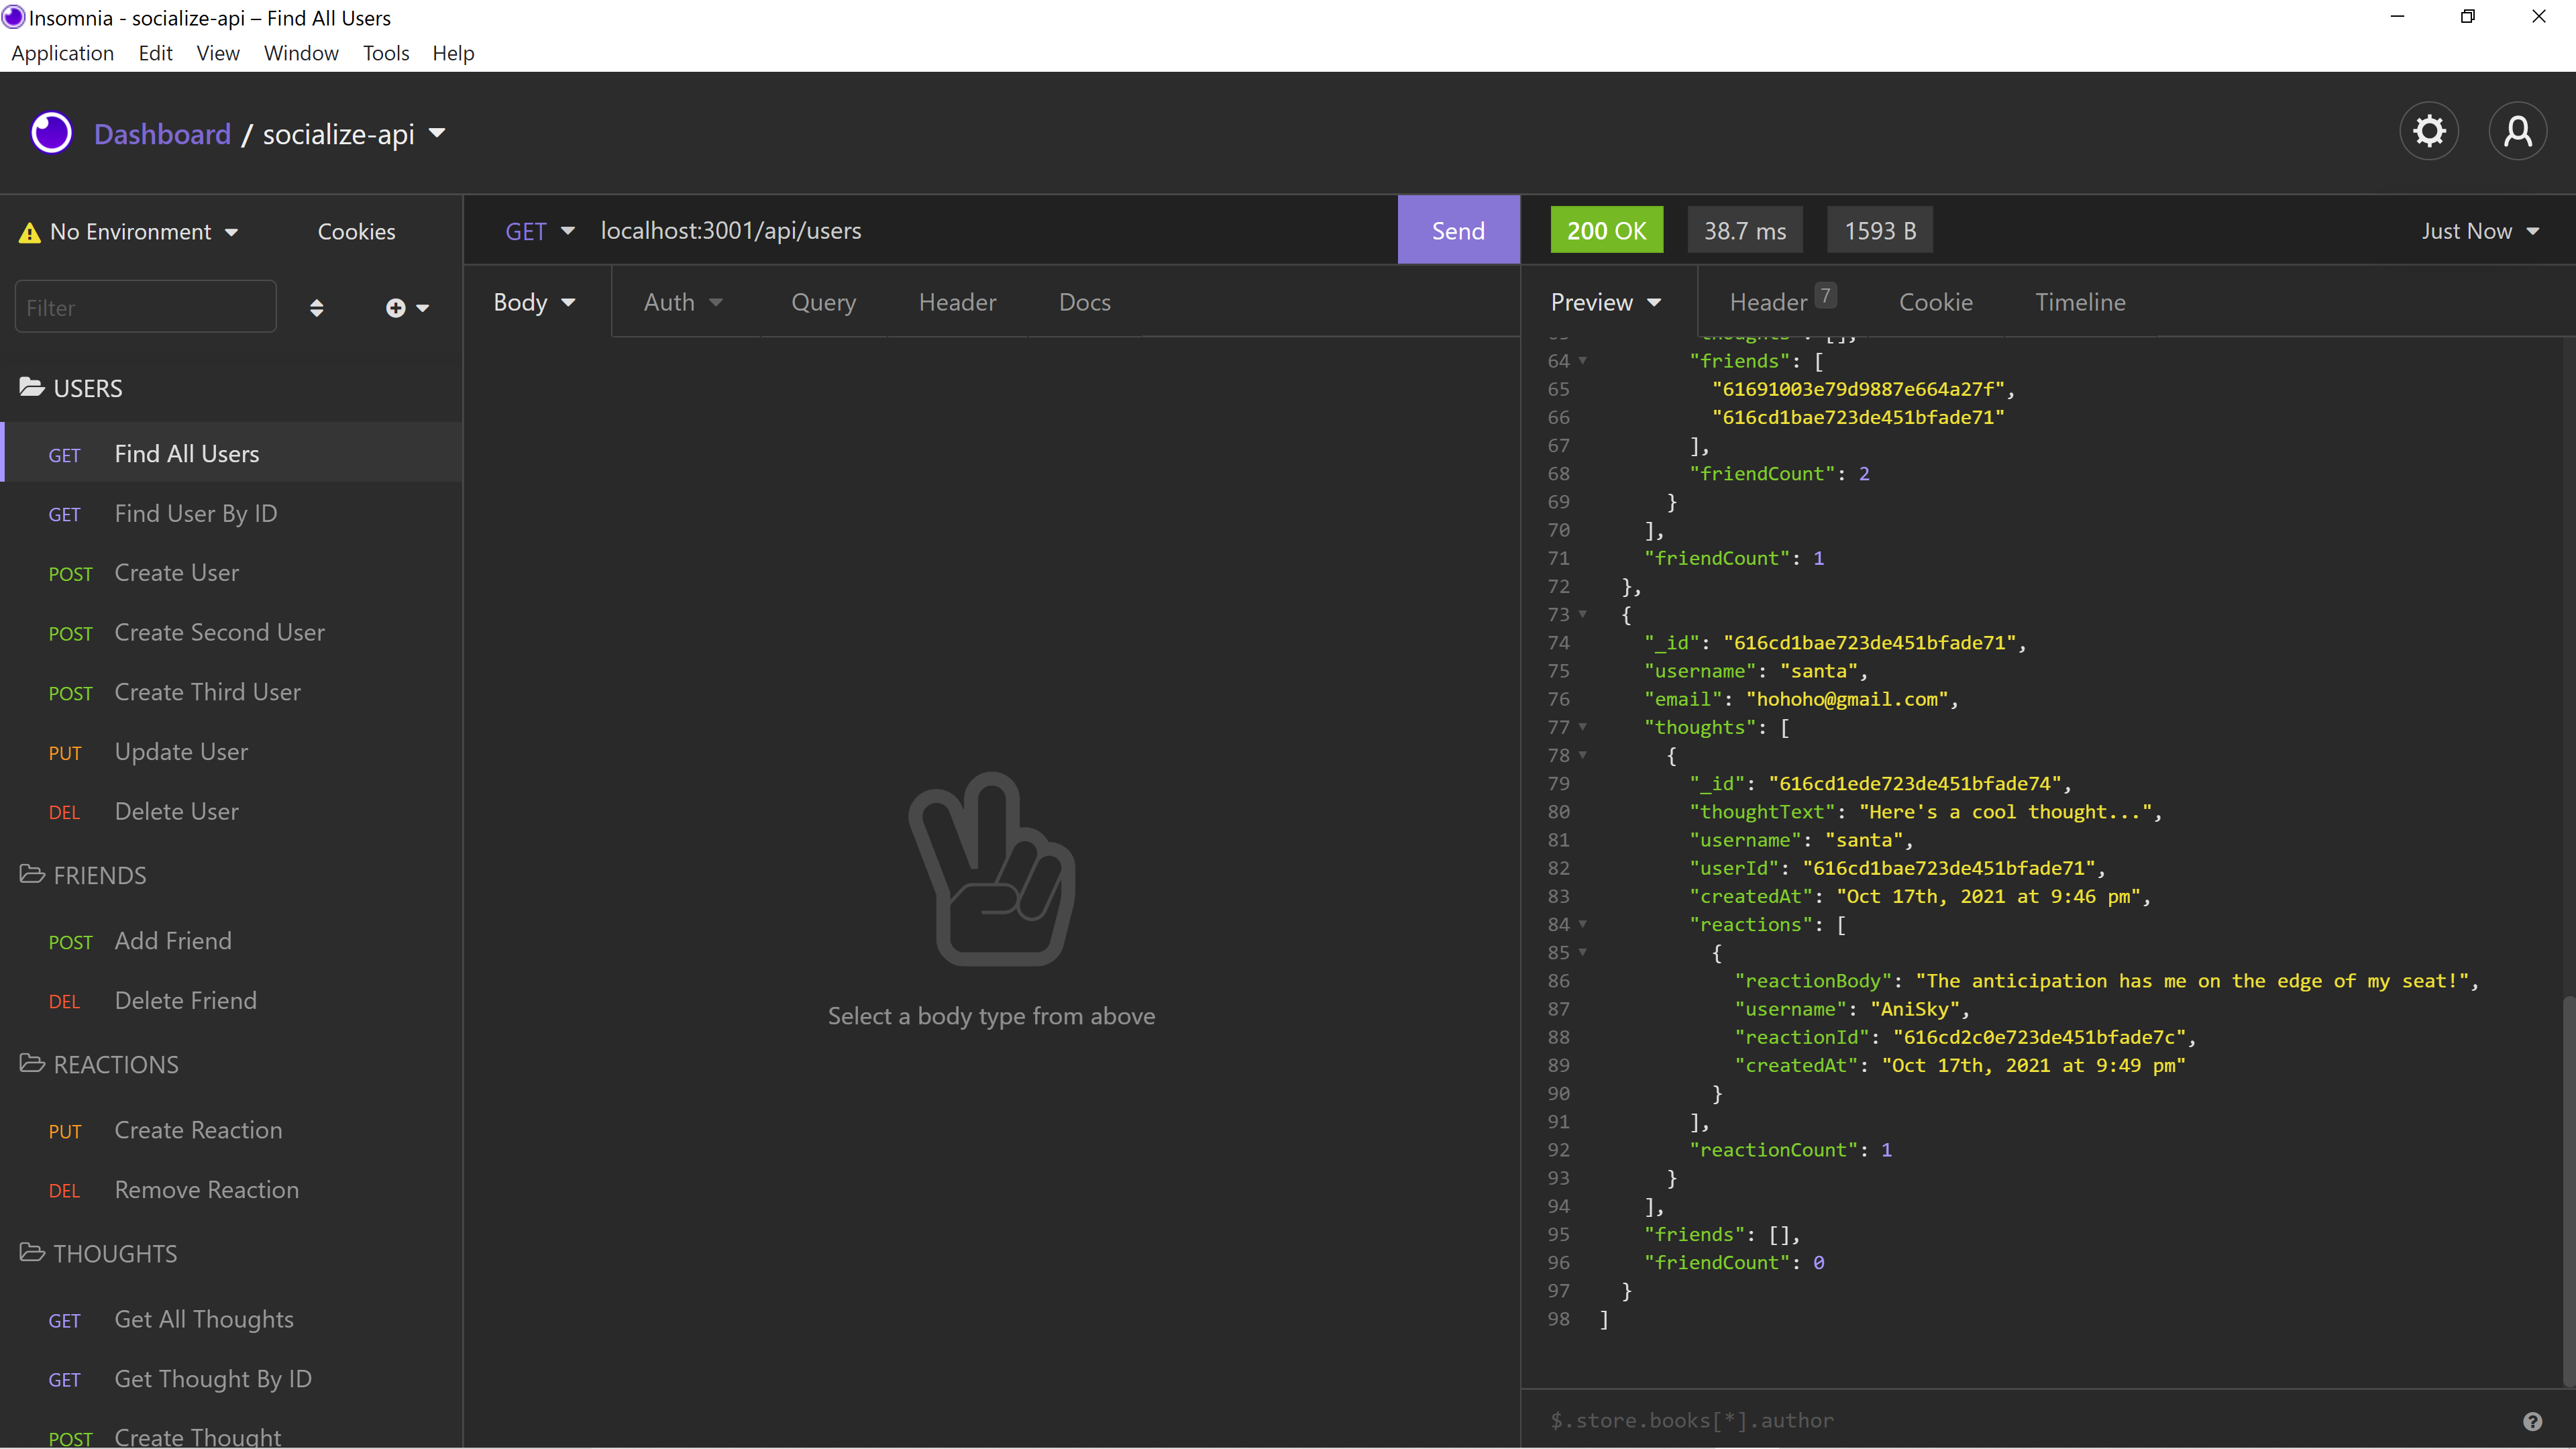 Insomnia - socialize-api – Find All Users
Application Edit View Window Tools Help
Dashboard / socialize-api
No Environment Cookies
Filter
USERS
GET Find All Users
GET Find User By ID
POST Create User
POST Create Second User
POST Create Third User
PUT Update User
DEL Delete User
FRIENDS
POST Add Friend
DEL Delete Friend
REACTIONS
PUT Create Reaction
DEL Remove Reaction
THOUGHTS
GET Get All Thoughts
GET Get Thought By ID
POST Create Thought
GET localhost:3001/api/users Send
Body Auth Query Header Docs
Select a body type from above
200 OK 38.7 ms 1593 B Just Now
Preview Header 7 Cookie Timeline
63 "thoughts": [],
64 "friends": [
65 "61691003e79d9887e664a27f",
66 "616cd1bae723de451bfade71"
67 ],
68 "friendCount": 2
69 }
70 ],
71 "friendCount": 1
72 },
73 {
74 "_id": "616cd1bae723de451bfade71",
75 "username": "santa",
76 "email": "hohoho@gmail.com",
77 "thoughts": [
78 {
79 "_id": "616cd1ede723de451bfade74",
80 "thoughtText": "Here's a cool thought...",
81 "username": "santa",
82 "userId": "616cd1bae723de451bfade71",
83 "createdAt": "Oct 17th, 2021 at 9:46 pm",
84 "reactions": [
85 {
86 "reactionBody": "The anticipation has me on the edge of my seat!",
87 "username": "AniSky",
88 "reactionId": "616cd2c0e723de451bfade7c",
89 "createdAt": "Oct 17th, 2021 at 9:49 pm"
90 }
91 ],
92 "reactionCount": 1
93 }
94 ],
95 "friends": [],
96 "friendCount": 0
97 }
98 ]
$.store.books[*].author